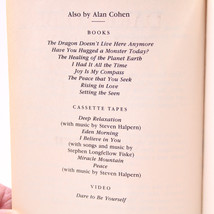 Also by Alan Cohen
BOOKS
The Dragon Doesn't Live Here Anymore
Have You Hugged a Monster Today?
The Healing of the Planet Earth
I Had It All the Time
Joy Is My Compass
The Peace that You Seek
Rising in Love
Setting the Seen
CASSETTE TAPES
Deep Relaxation
(with music by Steven Halpern)
Eden Morning
I Believe in You
(with songs and music by
Stephen Longfellow Fiske)
Miracle Mountain
Peace
(with music by Steven Halpern)
VIDEO
Dare to Be Yourself